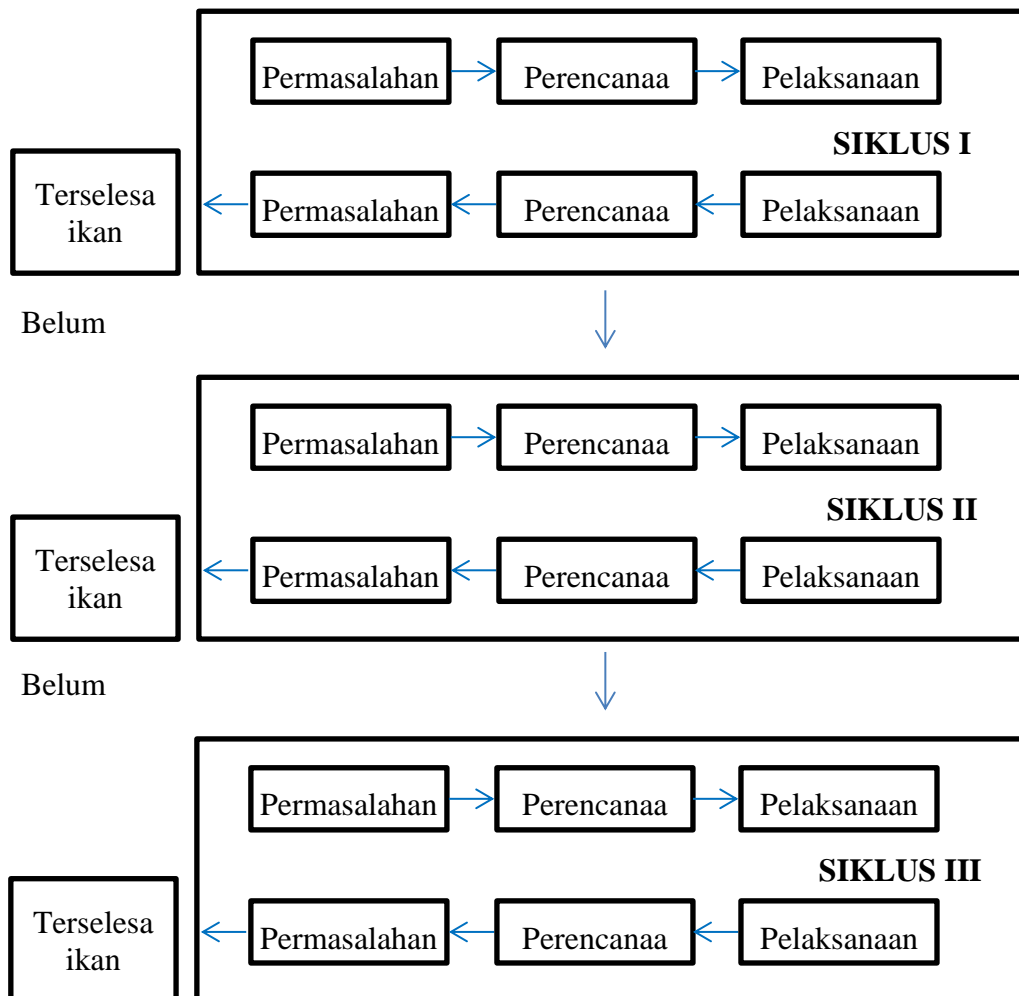 Permasalahan Perencanaa Pelaksanaan
SIKLUS I
Terselesa
ikan
Permasalahan Perencanaa Pelaksanaan
Belum
Permasalahan Perencanaa Pelaksanaan
SIKLUS II
Terselesa
ikan
Permasalahan Perencanaa Pelaksanaan
Belum
Permasalahan Perencanaa Pelaksanaan
SIKLUS III
Terselesa
ikan
Permasalahan Perencanaa Pelaksanaan